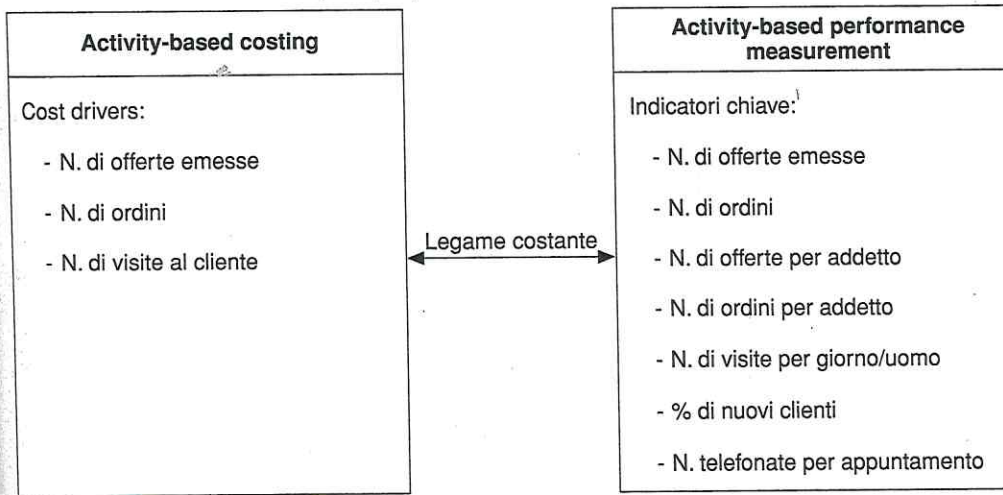 Activity-based costing
Cost drivers:
- N. di offerte emesse
- N. di ordini
- N. di visite al cliente
Legame costante
Activity-based performance
measurement
Indicatori chiave:
- N. di offerte emesse
- N. di ordini
- N. di offerte per addetto
- N. di ordini per addetto
- N. di visite per giorno/uomo
- % di nuovi clienti
- N. telefonate per appuntamento